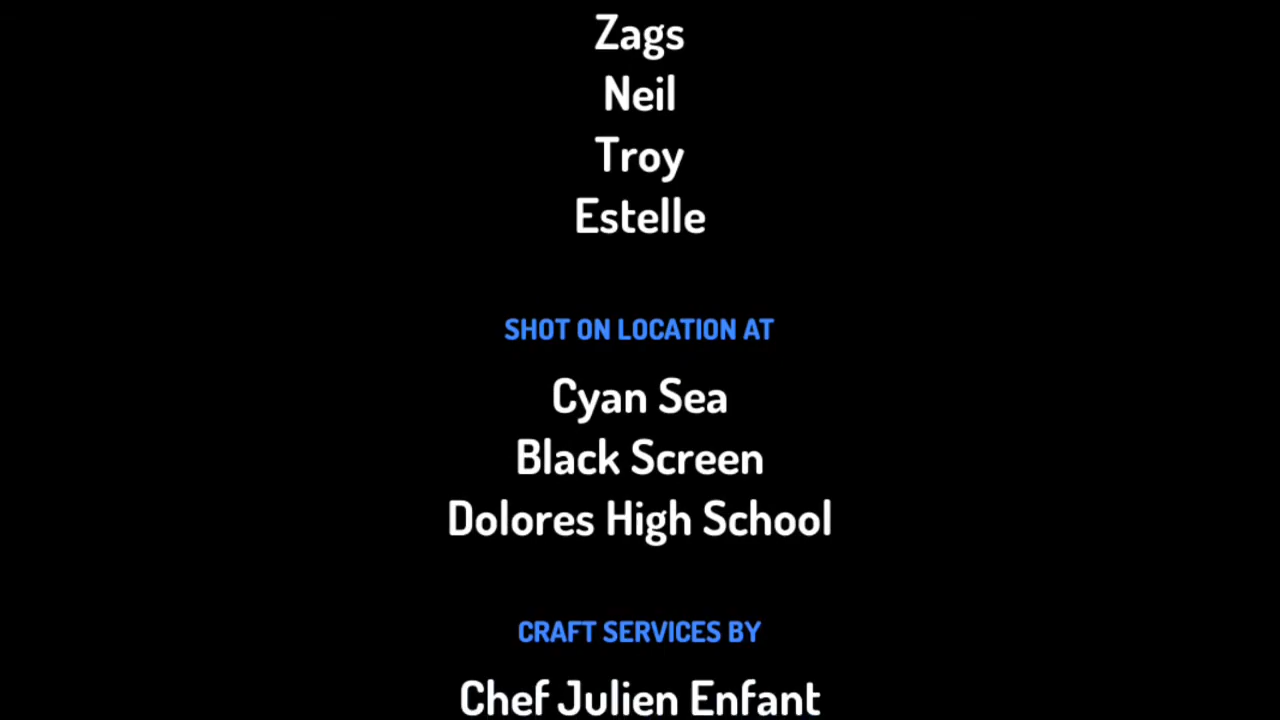 Zags
Neil
Troy
Estelle
SHOT ON LOCATION AT
Cyan Sea
Black Screen
Dolores High School
CRAFT SERVICES BY
Chef Julien Enfant